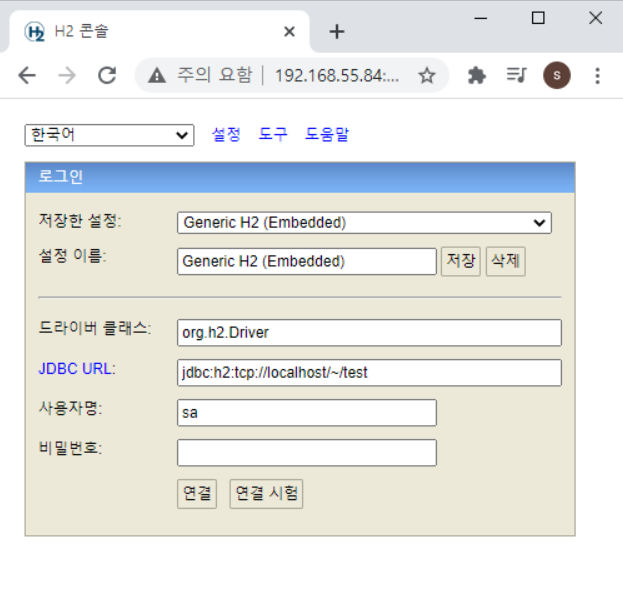 H2 콘솔
주의 요함 192.168.55.84:...
S
한국어 설정 도구 도움말
로그인
저장한 설정: Generic H2 (Embedded)
설정 이름: Generic H2 (Embedded) 저장 삭제
드라이버 클래스: org.h2.Driver
JDBC URL: jdbc:h2:tcp://localhost/~/test
사용자명: sa
비밀번호:
연결 연결 시험